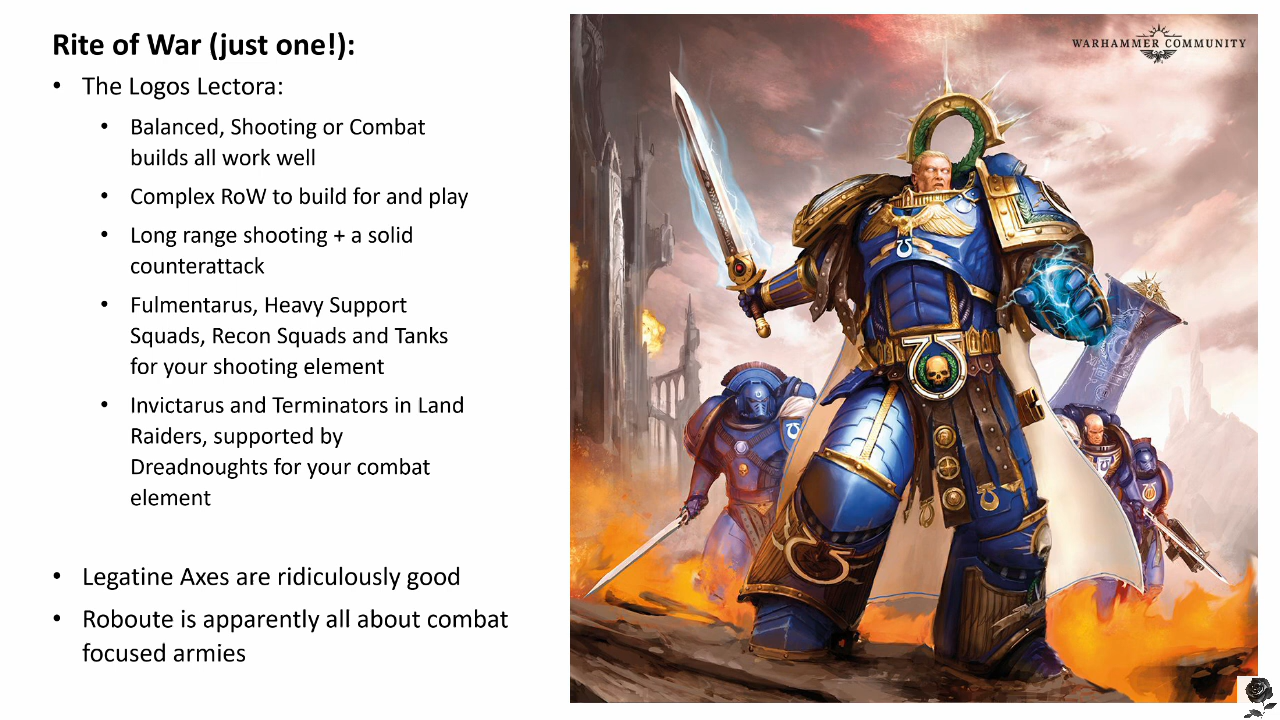 Rite of War (just one!):
• The Logos Lectora:
• Balanced, Shooting or Combat
builds all work well
• Complex RoW to build for and play
• Long range shooting + a solid
counterattack
• Fulmentarus, Heavy Support
Squads, Recon Squads and Tanks
for your shooting element
• Invictarus and Terminators in Land
Raiders, supported by
Dreadnoughts for your combat
element
• Legatine Axes are ridiculously good
• Roboute is apparently all about combat
focused armies
WARHAMMER COMMUNITY